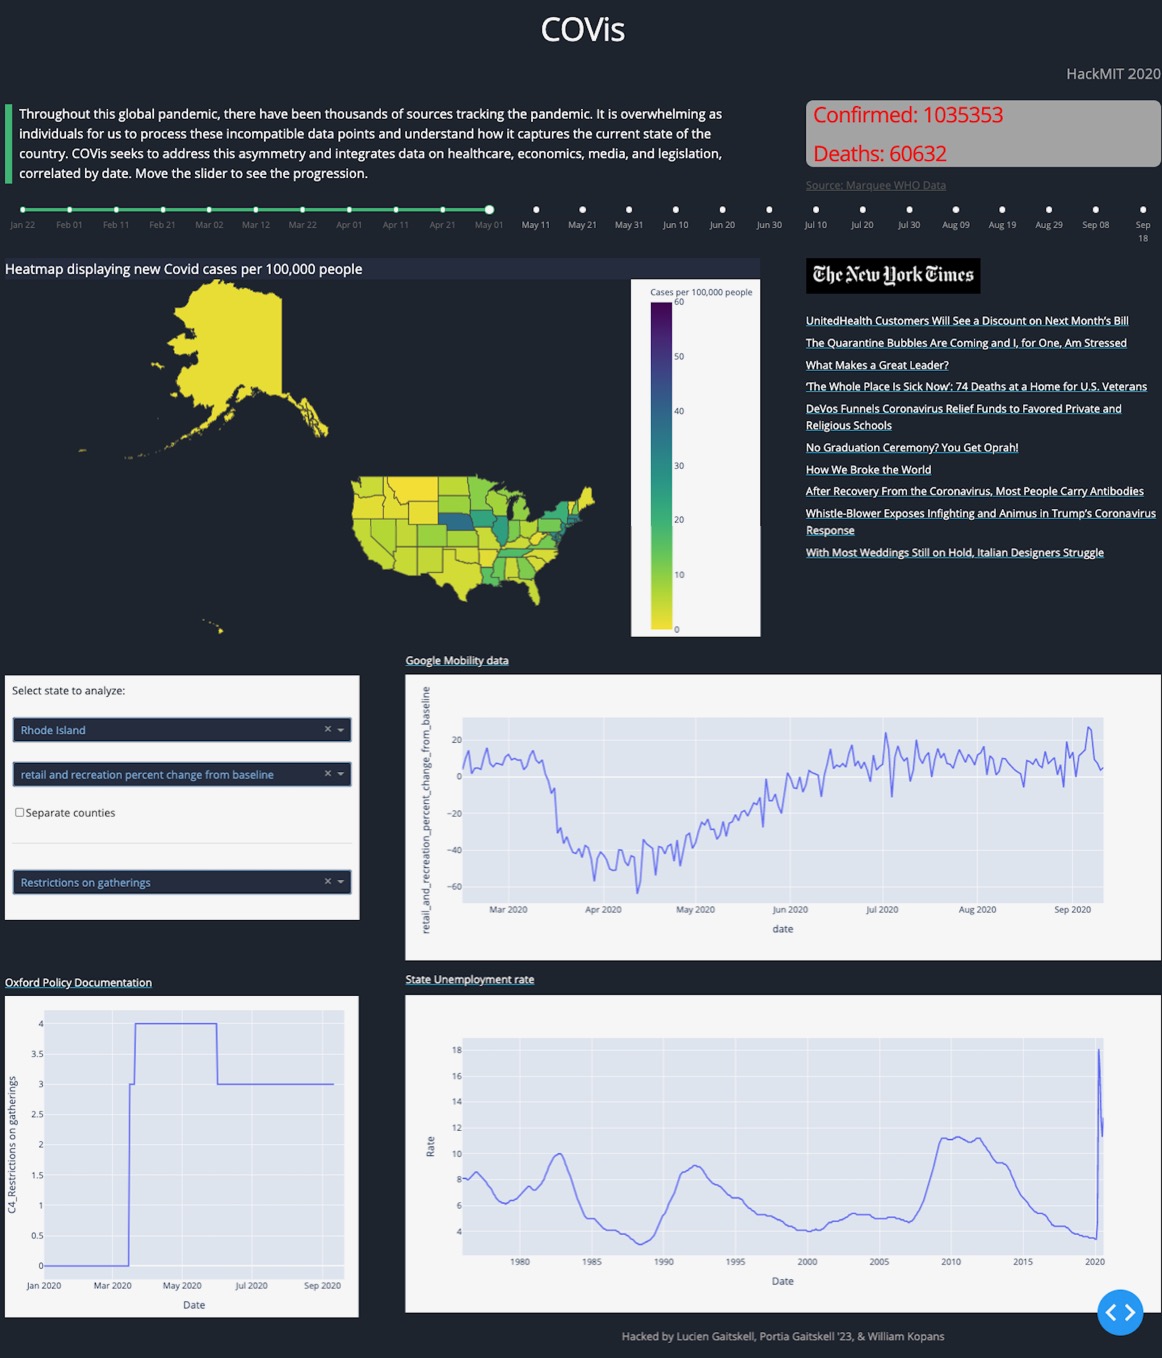 COVis
HackMIT 2020
Throughout this global pandemic, there have been thousands of sources tracking the pandemic. It is overwhelming as
individuals for us to process these incompatible data points and understand how it captures the current state of the
country. COVis seeks to address this asymmetry and integrates data on healthcare, economics, media, and legislation,
correlated by date. Move the slider to see the progression.
Confirmed: 1035353
Deaths: 60632
Source: Marquee WHO Data
Jan 22 Feb 01 Feb 11 Feb 21 Mar 02 Mar 12 Mar 22 Apr 01 Apr 11 Apr 21 May 01 May 11 May 21 May 31 Jun 10 Jun 20 Jun 30 Jul 10 Jul 20 Jul 30 Aug 09 Aug 19 Aug 29 Sep 08 Sep
18
Heatmap displaying new Covid cases per 100,000 people
Cases per 100,000 people
60
50
40
30
20
10
0
The New York Times
UnitedHealth Customers Will See a Discount on Next Month's Bill
The Quarantine Bubbles Are Coming and I, for One, Am Stressed
What Makes a Great Leader?
'The Whole Place Is Sick Now': 74 Deaths at a Home for U.S. Veterans
DeVos Funnels Coronavirus Relief Funds to Favored Private and
Religious Schools
No Graduation Ceremony? You Get Oprah!
How We Broke the World
After Recovery From the Coronavirus, Most People Carry Antibodies
Whistle-Blower Exposes Infighting and Animus in Trump's Coronavirus
Response
With Most Weddings Still on Hold, Italian Designers Struggle
Select state to analyze:
Rhode Island × 
retail and recreation percent change from baseline ×
Separate counties
Restrictions on gatherings ×
Google Mobility data
retail_and_recreation_percent_change_from_baseline
20
0
−20
−40
−60
Mar 2020 Apr 2020 May 2020 Jun 2020 Jul 2020 Aug 2020 Sep 2020
date
Oxford Policy Documentation
C4_Restrictions on gatherings
4
3.5
3
2.5
2
1.5
1
0.5
0
Jan 2020 Mar 2020 May 2020 Jul 2020 Sep 2020
Date
State Unemployment rate
Rate
18
16
14
12
10
8
6
4
1980 1985 1990 1995 2000 2005 2010 2015 2020
Date
Hacked by Lucien Gaitskell, Portia Gaitskell '23, & William Kopans